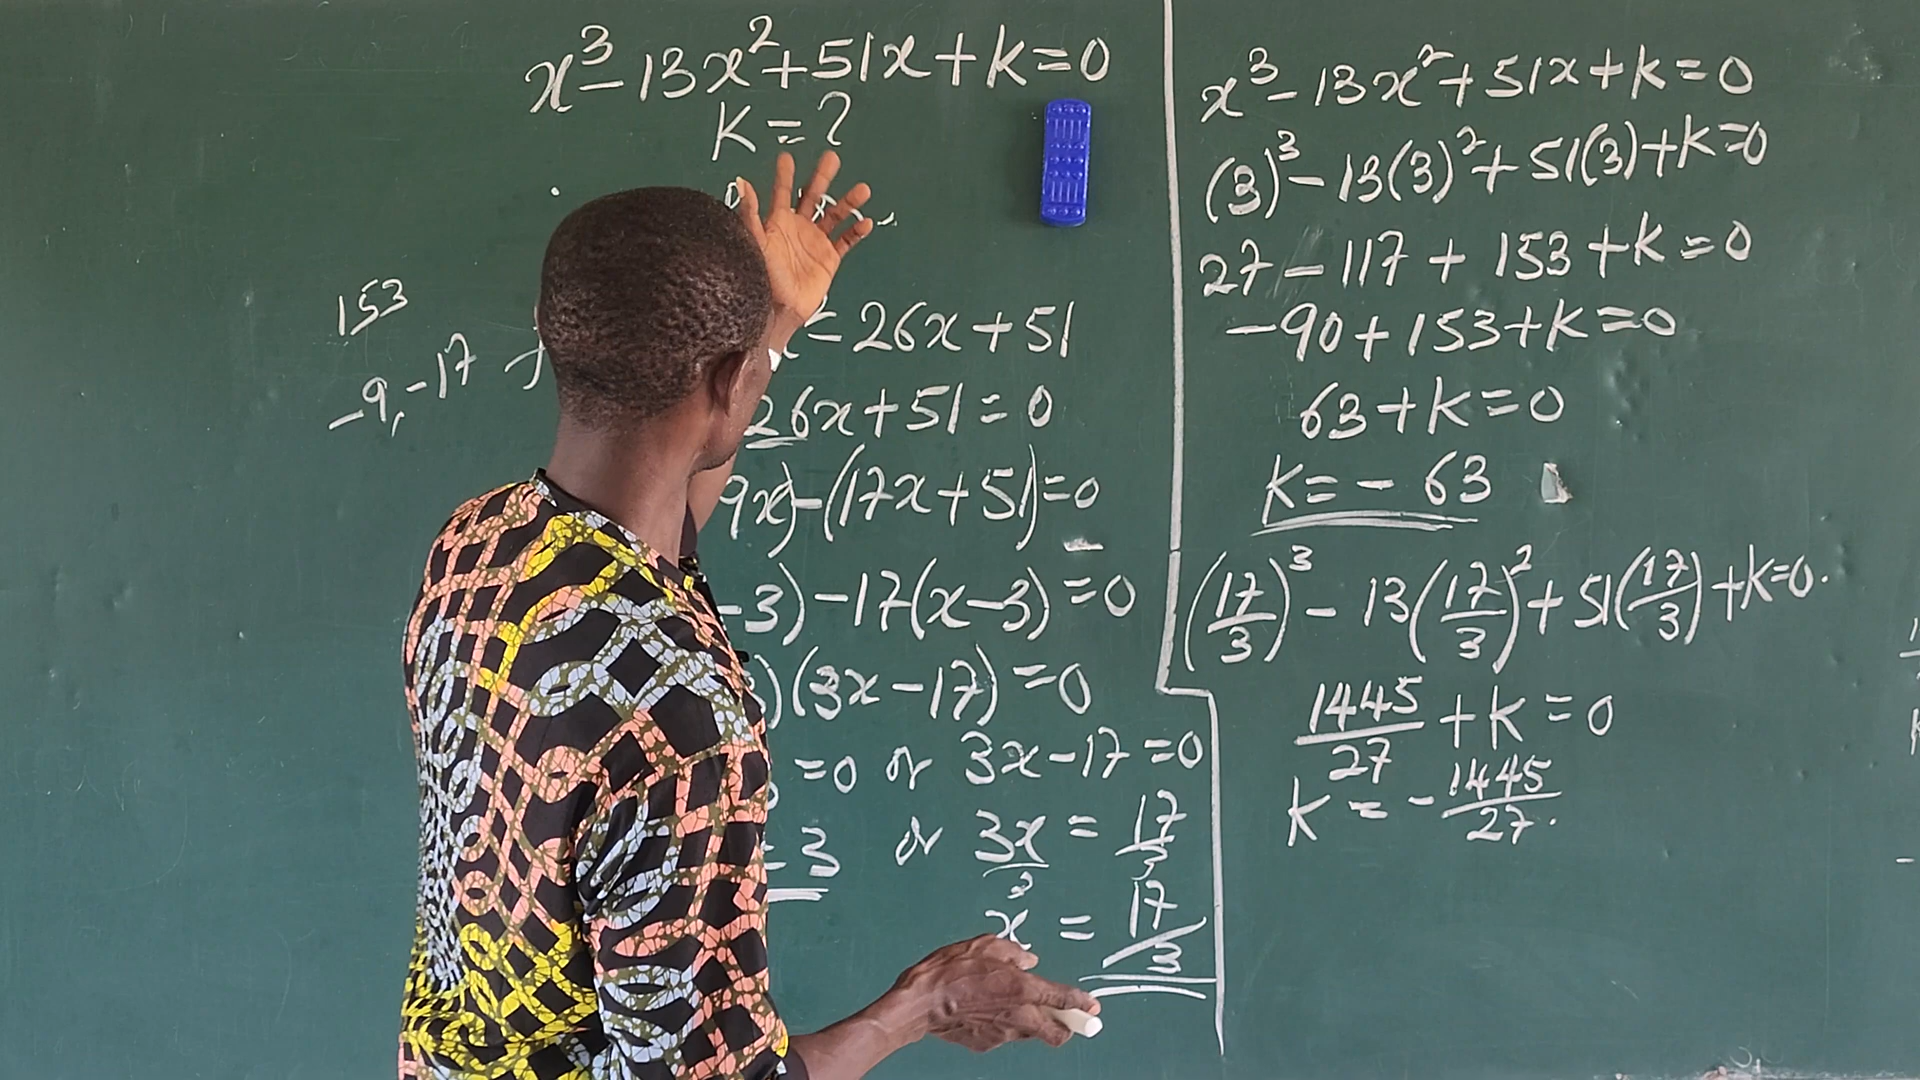 x³ - 13x² + 51x + k = 0
K = ?
153
-9, -17
- 26x + 51
26x + 51 = 0
9x) - (17x + 51) = 0
- 3) - 17(x - 3) = 0
)(3x - 17) = 0
= 0 or 3x - 17 = 0
= 3 or 3x/3 = 17/3
x = 17/3
x³ - 13x² + 51x + k = 0
(3)³ - 13(3)² + 51(3) + k = 0
27 - 117 + 153 + k = 0
-90 + 153 + k = 0
63 + k = 0
K = -63
(17/3)³ - 13(17/3)² + 51(17/3) + k = 0.
1445/27 + k = 0
K = -1445/27.